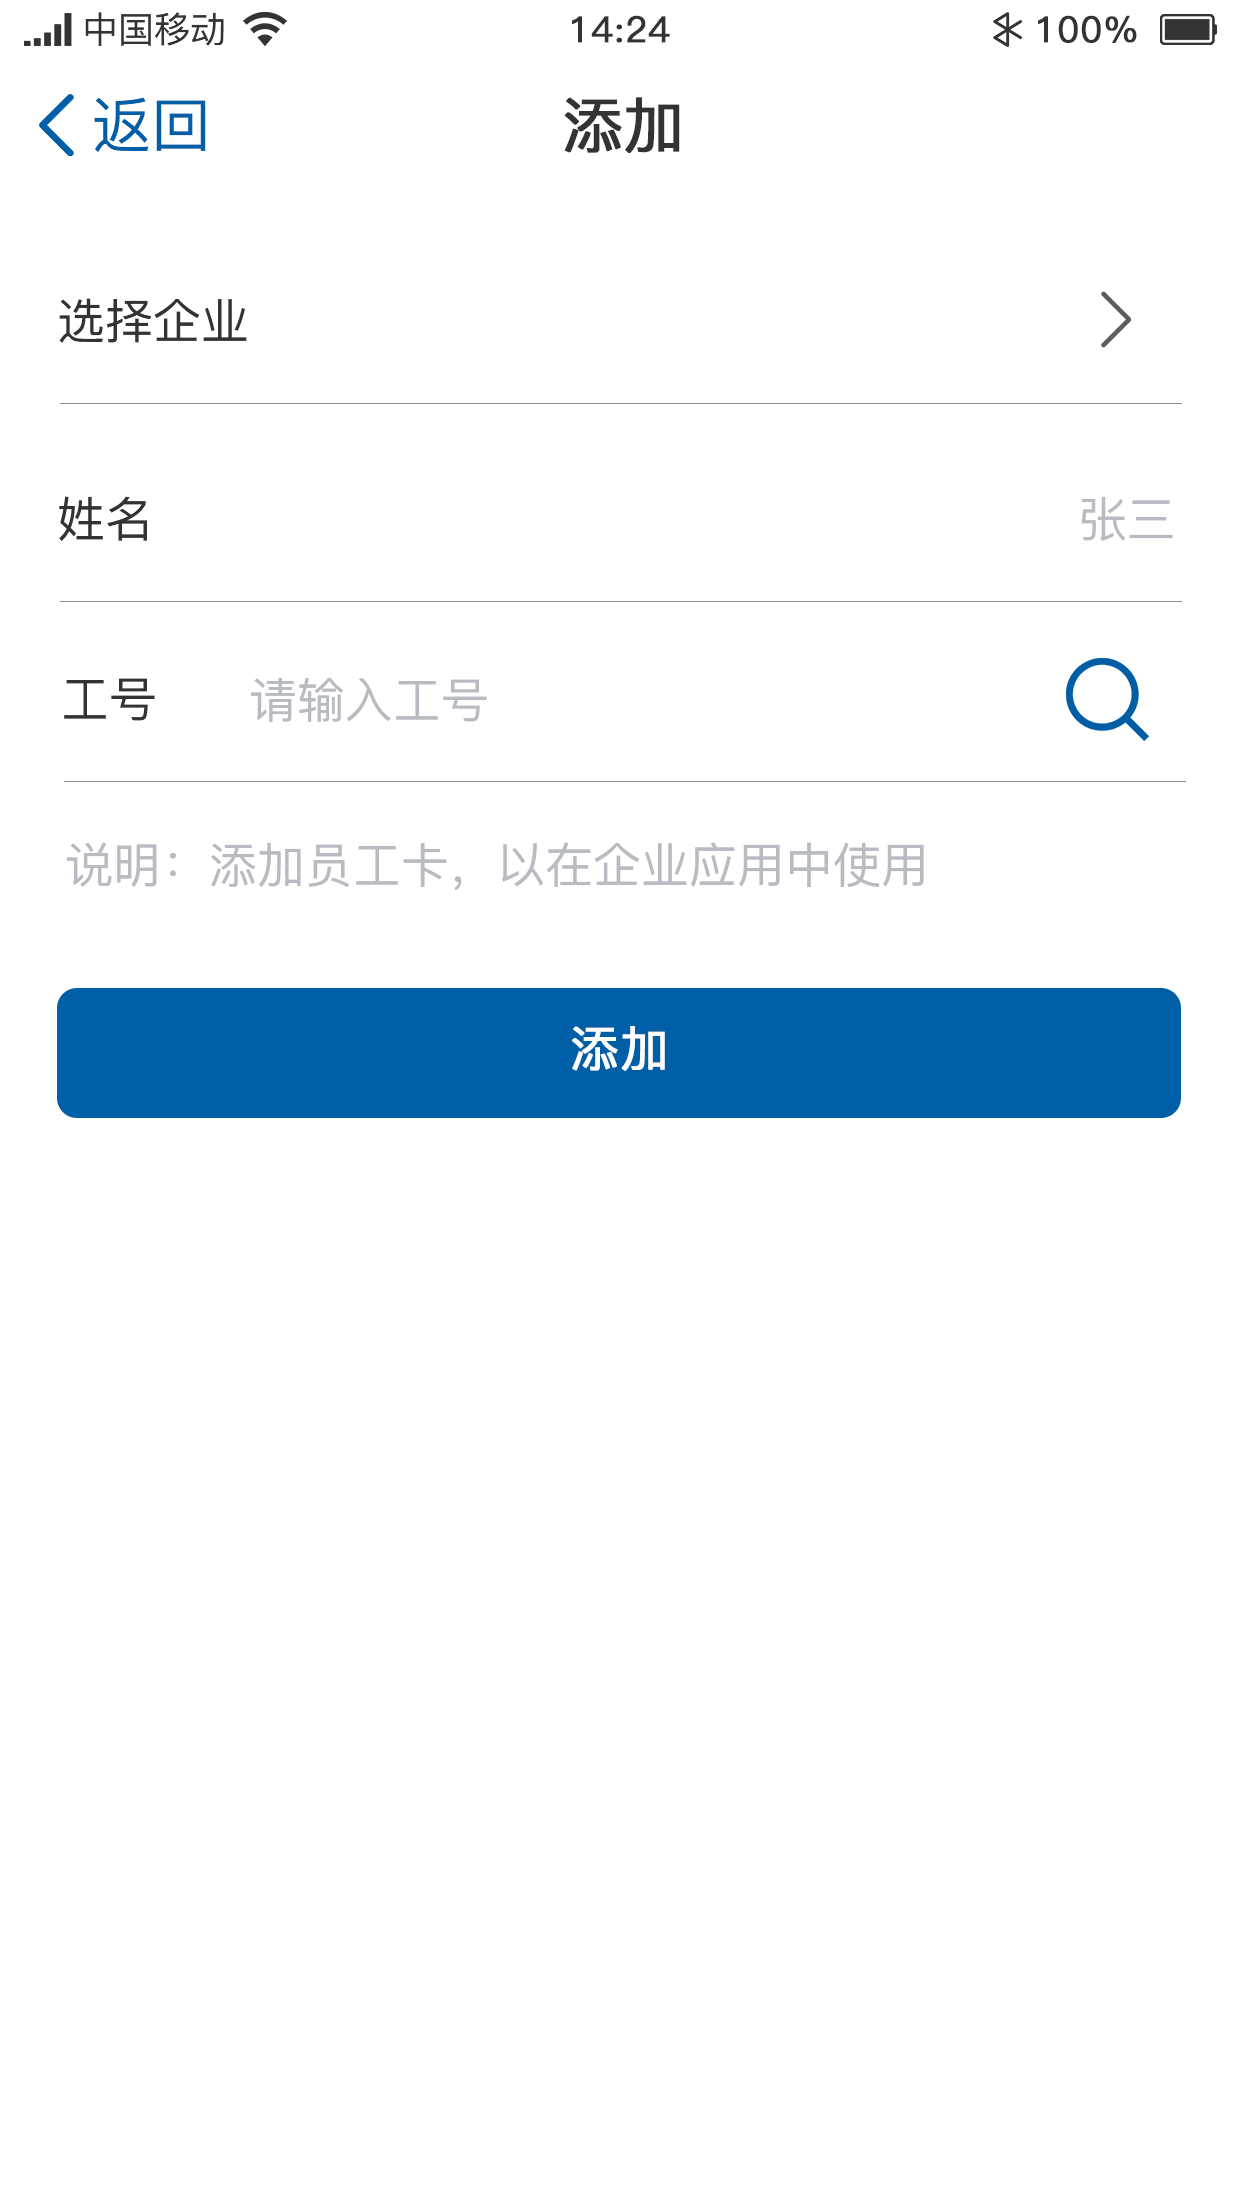 中国移动 14:24 100%
返回 添加
选择企业
姓名 张三
工号 请输入工号
说明：添加员工卡，以在企业应用中使用
添加